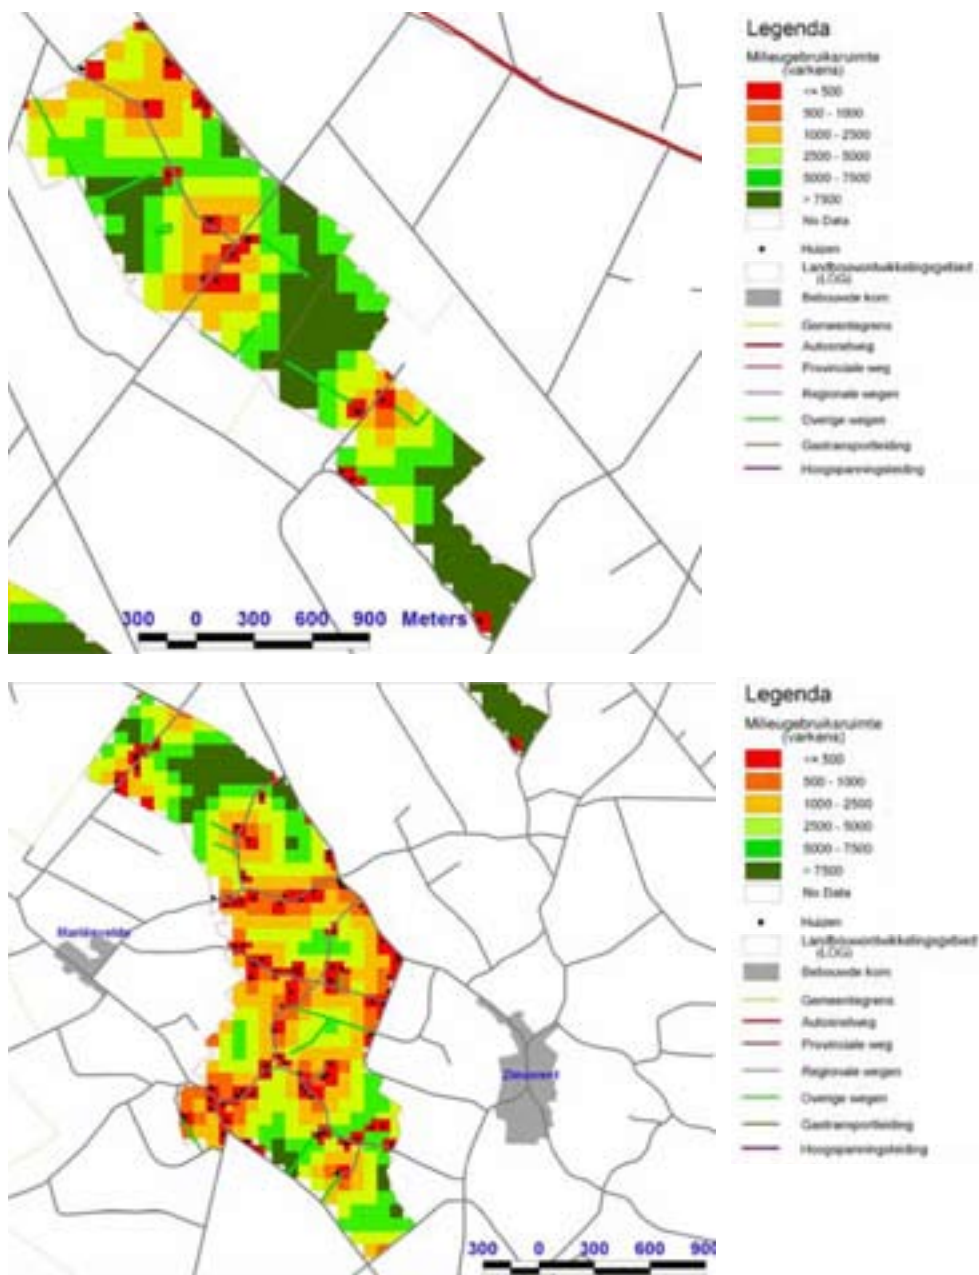 Legenda
Milieugebruiksruimte
(varkens)
<= 500
500 - 1000
1000 - 2500
2500 - 5000
5000 - 7500
> 7500
No Data
Huizen
Landbouwontwikkelingsgebied
(LOG)
Bebouwde kom
Gemeentegrens
Autosnelweg
Provinciale weg
Regionale wegen
Overige wegen
Gastransportleiding
Hoogspanningsleiding
300 0 300 600 900 Meters
Legenda
Milieugebruiksruimte
(varkens)
<= 500
500 - 1000
1000 - 2500
2500 - 5000
5000 - 7500
> 7500
No Data
Huizen
Landbouwontwikkelingsgebied
(LOG)
Bebouwde kom
Gemeentegrens
Autosnelweg
Provinciale weg
Regionale wegen
Overige wegen
Gastransportleiding
Hoogspanningsleiding
Mariënvelde
Zieuwent
300 0 300 600 900